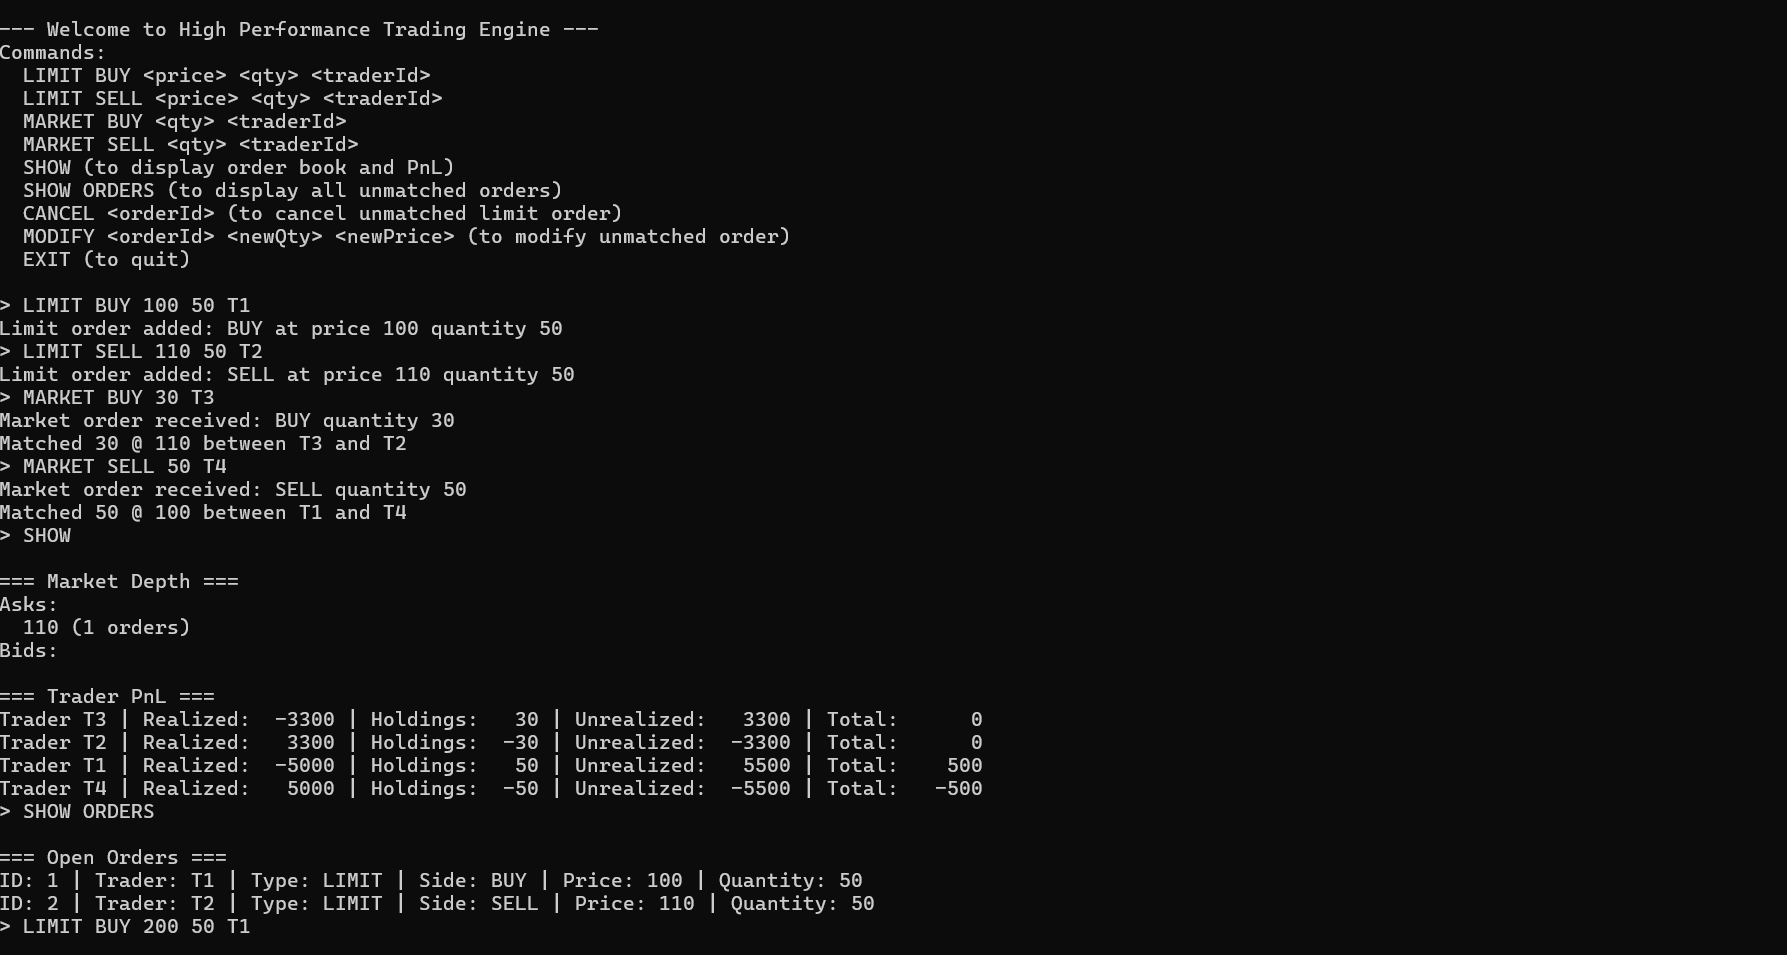 --- Welcome to High Performance Trading Engine ---
Commands:
  LIMIT BUY <price> <qty> <traderId>
  LIMIT SELL <price> <qty> <traderId>
  MARKET BUY <qty> <traderId>
  MARKET SELL <qty> <traderId>
  SHOW (to display order book and PnL)
  SHOW ORDERS (to display all unmatched orders)
  CANCEL <orderId> (to cancel unmatched limit order)
  MODIFY <orderId> <newQty> <newPrice> (to modify unmatched order)
  EXIT (to quit)

> LIMIT BUY 100 50 T1
Limit order added: BUY at price 100 quantity 50
> LIMIT SELL 110 50 T2
Limit order added: SELL at price 110 quantity 50
> MARKET BUY 30 T3
Market order received: BUY quantity 30
Matched 30 @ 110 between T3 and T2
> MARKET SELL 50 T4
Market order received: SELL quantity 50
Matched 50 @ 100 between T1 and T4
> SHOW

=== Market Depth ===
Asks:
  110 (1 orders)
Bids:

=== Trader PnL ===
Trader T3 | Realized:  -3300 | Holdings:   30 | Unrealized:   3300 | Total:      0
Trader T2 | Realized:   3300 | Holdings:  -30 | Unrealized:  -3300 | Total:      0
Trader T1 | Realized:  -5000 | Holdings:   50 | Unrealized:   5500 | Total:    500
Trader T4 | Realized:   5000 | Holdings:  -50 | Unrealized:  -5500 | Total:   -500
> SHOW ORDERS

=== Open Orders ===
ID: 1 | Trader: T1 | Type: LIMIT | Side: BUY | Price: 100 | Quantity: 50
ID: 2 | Trader: T2 | Type: LIMIT | Side: SELL | Price: 110 | Quantity: 50
> LIMIT BUY 200 50 T1